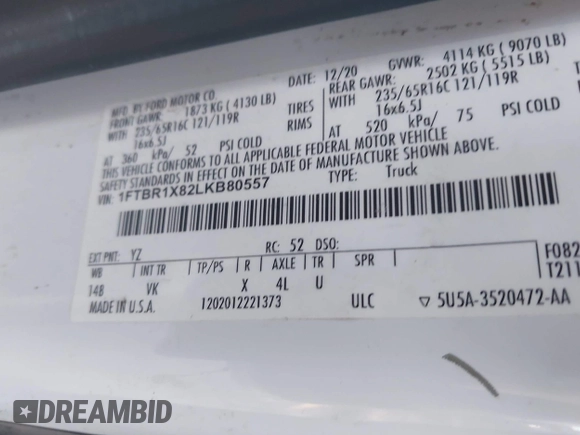 MFD. BY FORD MOTOR CO.
DATE: 12/20 GVWR: 4114 KG ( 9070 LB)
FRONT GAWR: 1873 KG ( 4130 LB) REAR GAWR: 2502 KG ( 5515 LB)
WITH 235/65R16C 121/119R TIRES WITH 235/65R16C 121/119R
16x6.5J RIMS 16x6.5J
AT 360 kPa/ 52 PSI COLD AT 520 kPa/ 75 PSI COLD
THIS VEHICLE CONFORMS TO ALL APPLICABLE FEDERAL MOTOR VEHICLE
SAFETY STANDARDS IN EFFECT ON THE DATE OF MANUFACTURE SHOWN ABOVE.
VIN: 1FTBR1X82LKB80557 TYPE: Truck
EXT PNT: YZ RC: 52 DSO: F082
WB INT TR TP/PS R AXLE TR SPR T211
148 VK X 4L U
MADE IN U.S.A. 1202012221373 ULC ▽ 5U5A-3520472-AA
DREAMBID